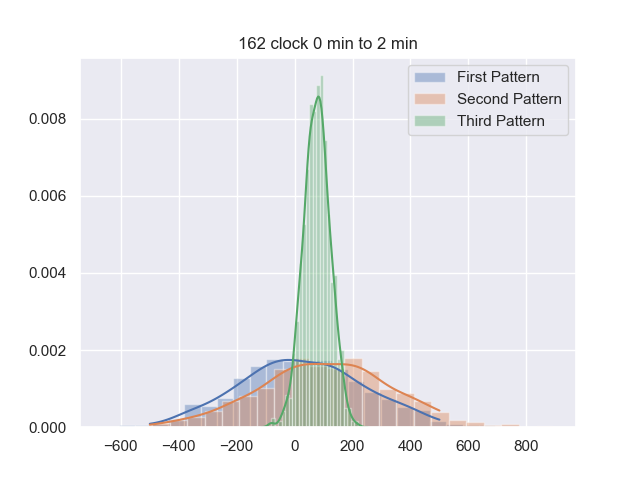 162 clock 0 min to 2 min
First Pattern
Second Pattern
Third Pattern
0.008
0.006
0.004
0.002
0.000
−600 −400 −200 0 200 400 600 800